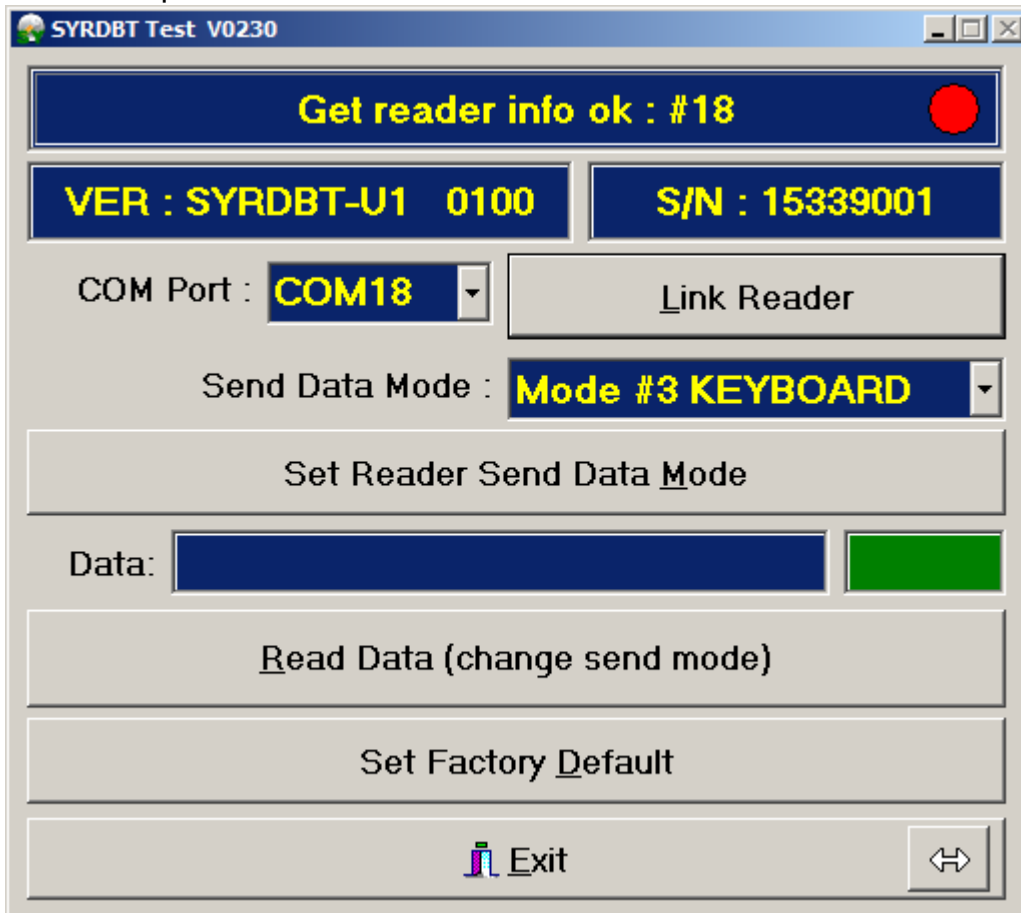 SYRDBT Test V0230
Get reader info ok : #18
VER : SYRDBT-U1 0100
S/N : 15339001
COM Port : COM18
Link Reader
Send Data Mode : Mode #3 KEYBOARD
Set Reader Send Data Mode
Data:
Read Data (change send mode)
Set Factory Default
Exit